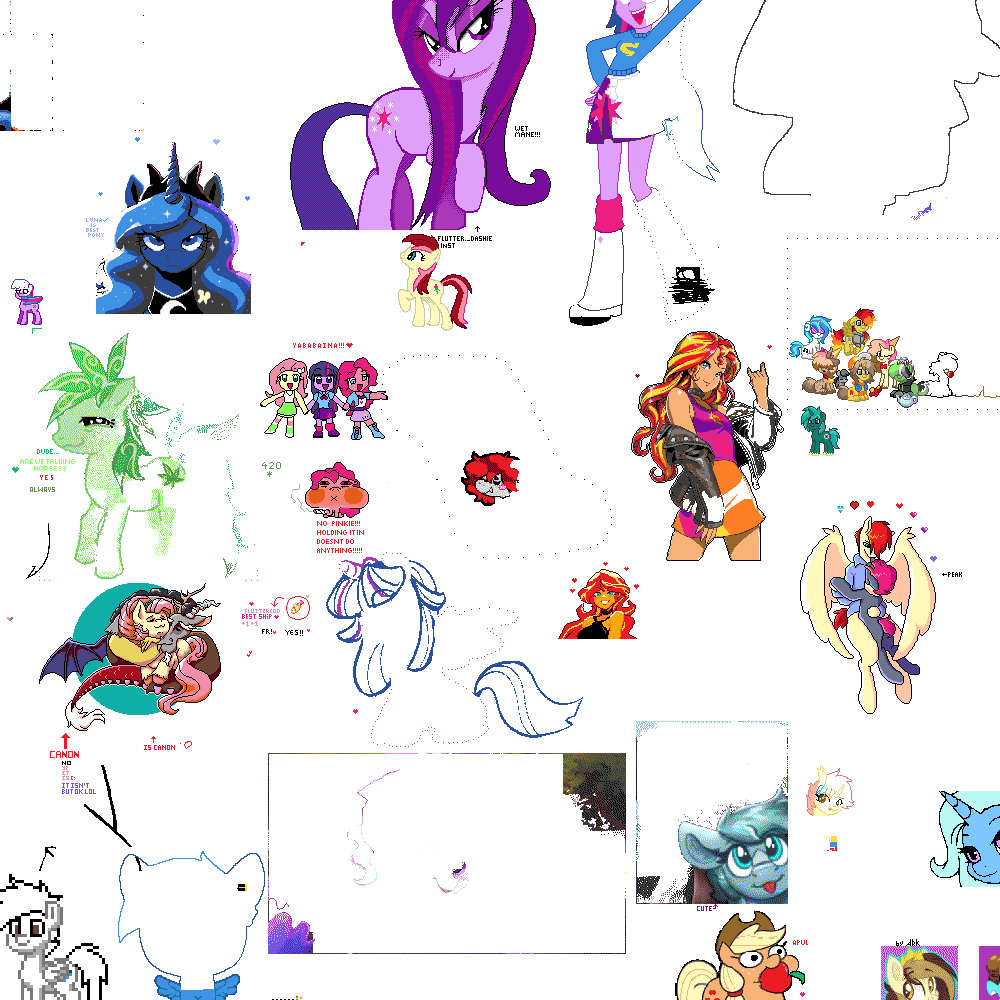 WET
MANE!!!
LUNA
IS
BEST
PONY
FLUTTER...DASHIE
INST
YABABAINA!!!
DUDE...
ARE WE TALKING
HORSES?
YES
ALWAYS
420
*
NO PINKIE!!!
HOLDING IT IN
DOESNT DO
ANYTHING!!!!!
←PEAK
FLUTTERCORD
BEST SHIP
+1+1
FR!
YES!!
CANON
IS CANON
NO
IT
IS
IT ISN'T
BUT OK LOL
CUTE
APUL
by dbk